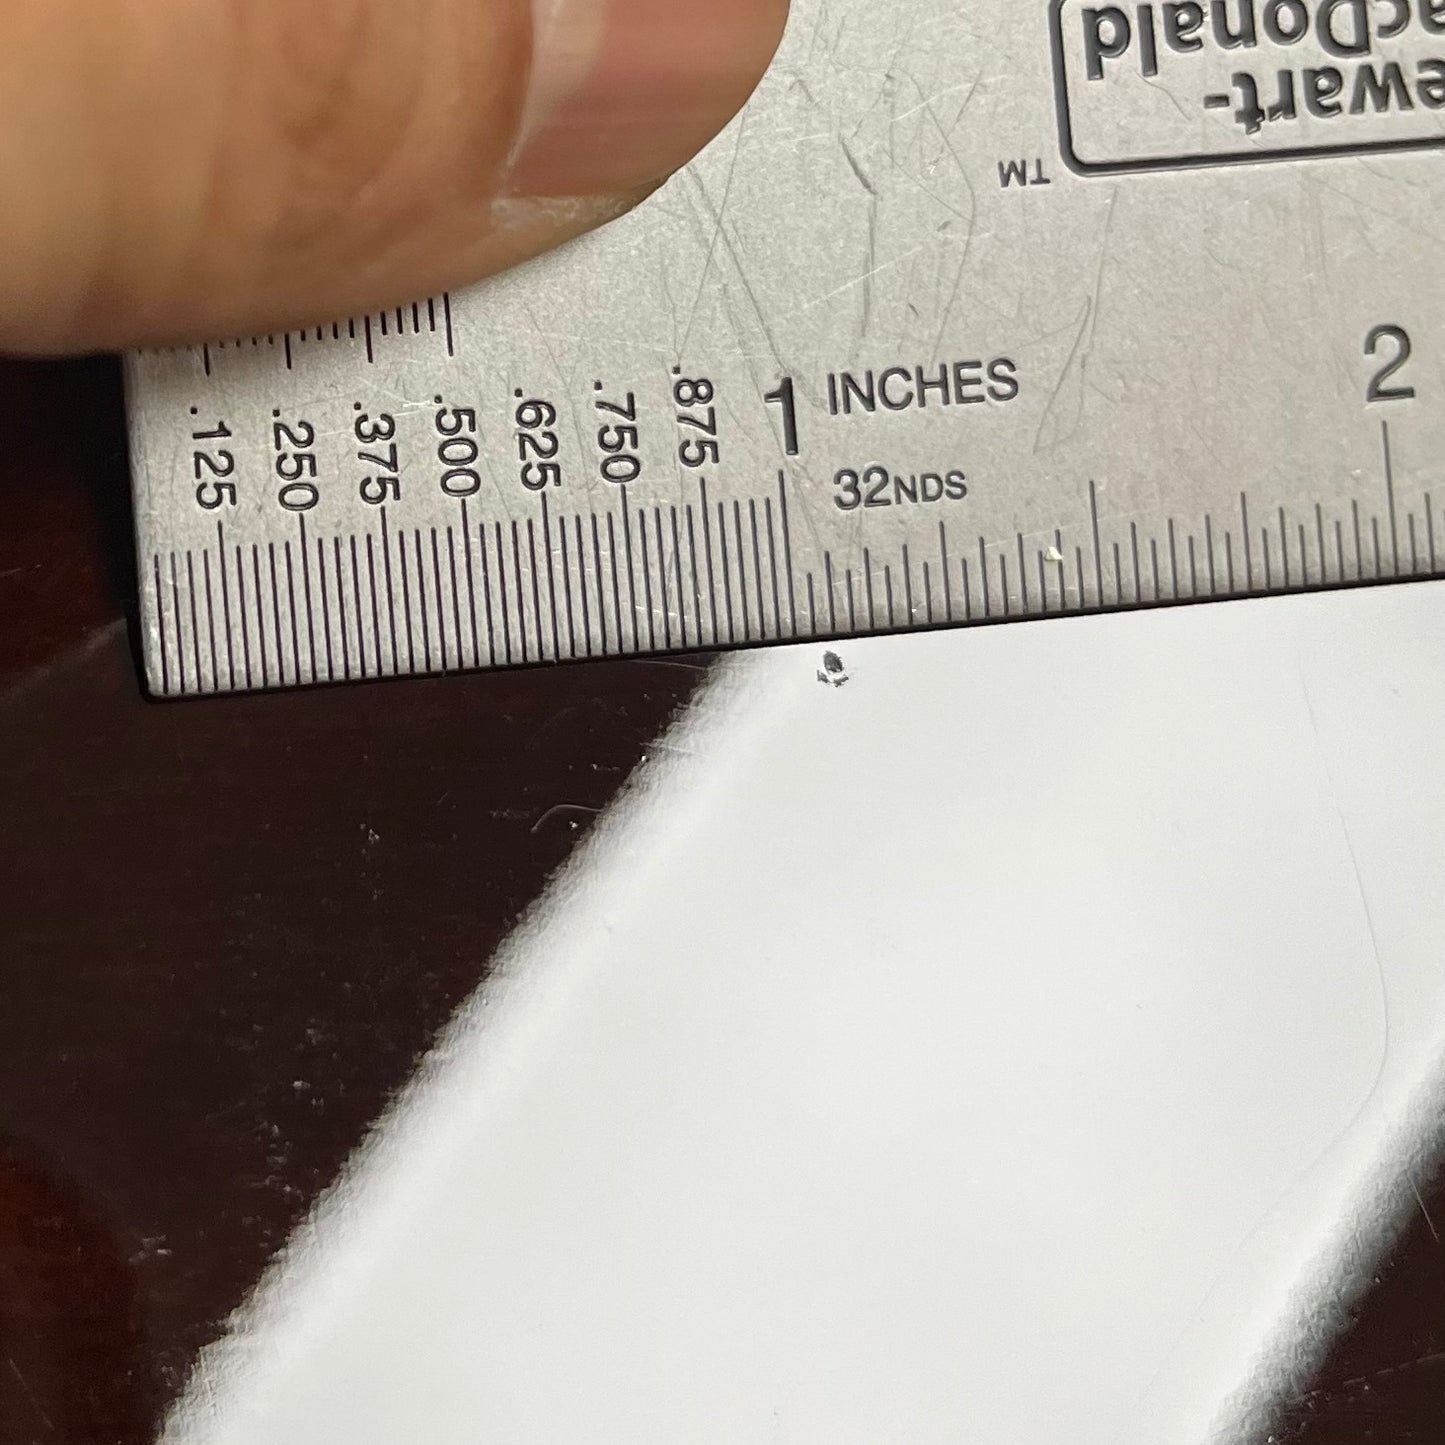 ewart-
acDonald
TM
.125
.250
.375
.500
.625
.750
.875
1 INCHES
2
32NDS